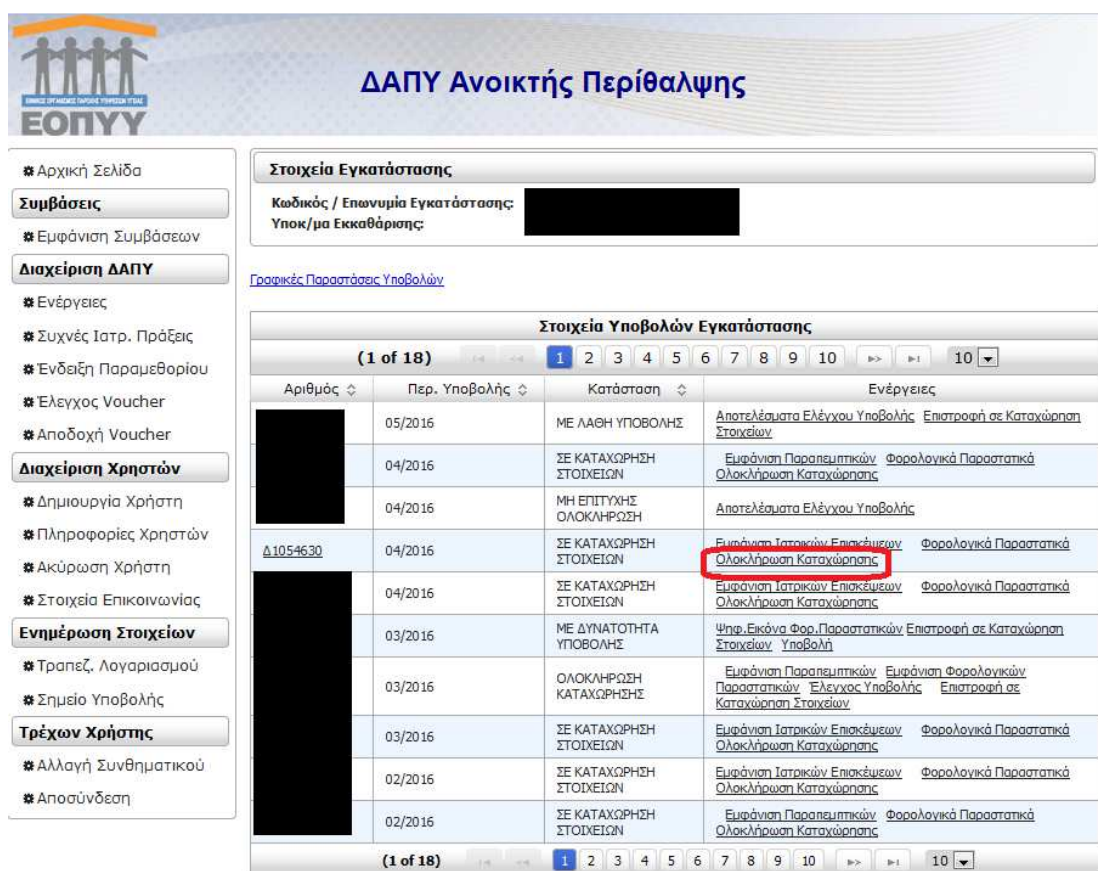 ΕΘΝΙΚΟΣ ΟΡΓΑΝΙΣΜΟΣ ΠΑΡΟΧΗΣ ΥΠΗΡΕΣΙΩΝ ΥΓΕΙΑΣ
ΕΟΠΥΥ
ΔΑΠΥ Ανοικτής Περίθαλψης
Αρχική Σελίδα
Συμβάσεις
Εμφάνιση Συμβάσεων
Διαχείριση ΔΑΠΥ
Ενέργειες
Συχνές Ιατρ. Πράξεις
Ένδειξη Παραμεθορίου
Έλεγχος Voucher
Αποδοχή Voucher
Διαχείριση Χρηστών
Δημιουργία Χρήστη
Πληροφορίες Χρηστών
Ακύρωση Χρήστη
Στοιχεία Επικοινωνίας
Ενημέρωση Στοιχείων
Τραπεζ. Λογαριασμού
Σημείο Υποβολής
Τρέχων Χρήστης
Αλλαγή Συνθηματικού
Αποσύνδεση
Στοιχεία Εγκατάστασης
Κωδικός / Επωνυμία Εγκατάστασης:
Υποκ/μα Εκκαθάρισης:
Γραφικές Παραστάσεις Υποβολών
Στοιχεία Υποβολών Εγκατάστασης
(1 of 18) 1 2 3 4 5 6 7 8 9 10 10
Αριθμός Περ. Υποβολής Κατάσταση Ενέργειες
05/2016 ΜΕ ΛΑΘΗ ΥΠΟΒΟΛΗΣ Αποτελέσματα Ελέγχου Υποβολής Επιστροφή σε Καταχώρηση
Στοιχείων
04/2016 ΣΕ ΚΑΤΑΧΩΡΗΣΗ ΣΤΟΙΧΕΙΩΝ Εμφάνιση Παραπεμπτικών Φορολογικά Παραστατικά
Ολοκλήρωση Καταχώρησης
04/2016 ΜΗ ΕΠΙΤΥΧΗΣ ΟΛΟΚΛΗΡΩΣΗ Αποτελέσματα Ελέγχου Υποβολής
Δ1054630 04/2016 ΣΕ ΚΑΤΑΧΩΡΗΣΗ ΣΤΟΙΧΕΙΩΝ Εμφάνιση Ιατρικών Επισκέψεων Φορολογικά Παραστατικά
Ολοκλήρωση Καταχώρησης
04/2016 ΣΕ ΚΑΤΑΧΩΡΗΣΗ ΣΤΟΙΧΕΙΩΝ Εμφάνιση Ιατρικών Επισκέψεων Φορολογικά Παραστατικά
Ολοκλήρωση Καταχώρησης
03/2016 ΜΕ ΔΥΝΑΤΟΤΗΤΑ ΥΠΟΒΟΛΗΣ Ψηφ.Εικόνα Φορ.Παραστατικών Επιστροφή σε Καταχώρηση
Στοιχείων Υποβολή
03/2016 ΟΛΟΚΛΗΡΩΣΗ ΚΑΤΑΧΩΡΗΣΗΣ Εμφάνιση Παραπεμπτικών Εμφάνιση Φορολογικών
Παραστατικών Έλεγχος Υποβολής Επιστροφή σε
Καταχώρηση Στοιχείων
03/2016 ΣΕ ΚΑΤΑΧΩΡΗΣΗ ΣΤΟΙΧΕΙΩΝ Εμφάνιση Ιατρικών Επισκέψεων Φορολογικά Παραστατικά
Ολοκλήρωση Καταχώρησης
02/2016 ΣΕ ΚΑΤΑΧΩΡΗΣΗ ΣΤΟΙΧΕΙΩΝ Εμφάνιση Ιατρικών Επισκέψεων Φορολογικά Παραστατικά
Ολοκλήρωση Καταχώρησης
02/2016 ΣΕ ΚΑΤΑΧΩΡΗΣΗ ΣΤΟΙΧΕΙΩΝ Εμφάνιση Παραπεμπτικών Φορολογικά Παραστατικά
Ολοκλήρωση Καταχώρησης
(1 of 18) 1 2 3 4 5 6 7 8 9 10 10